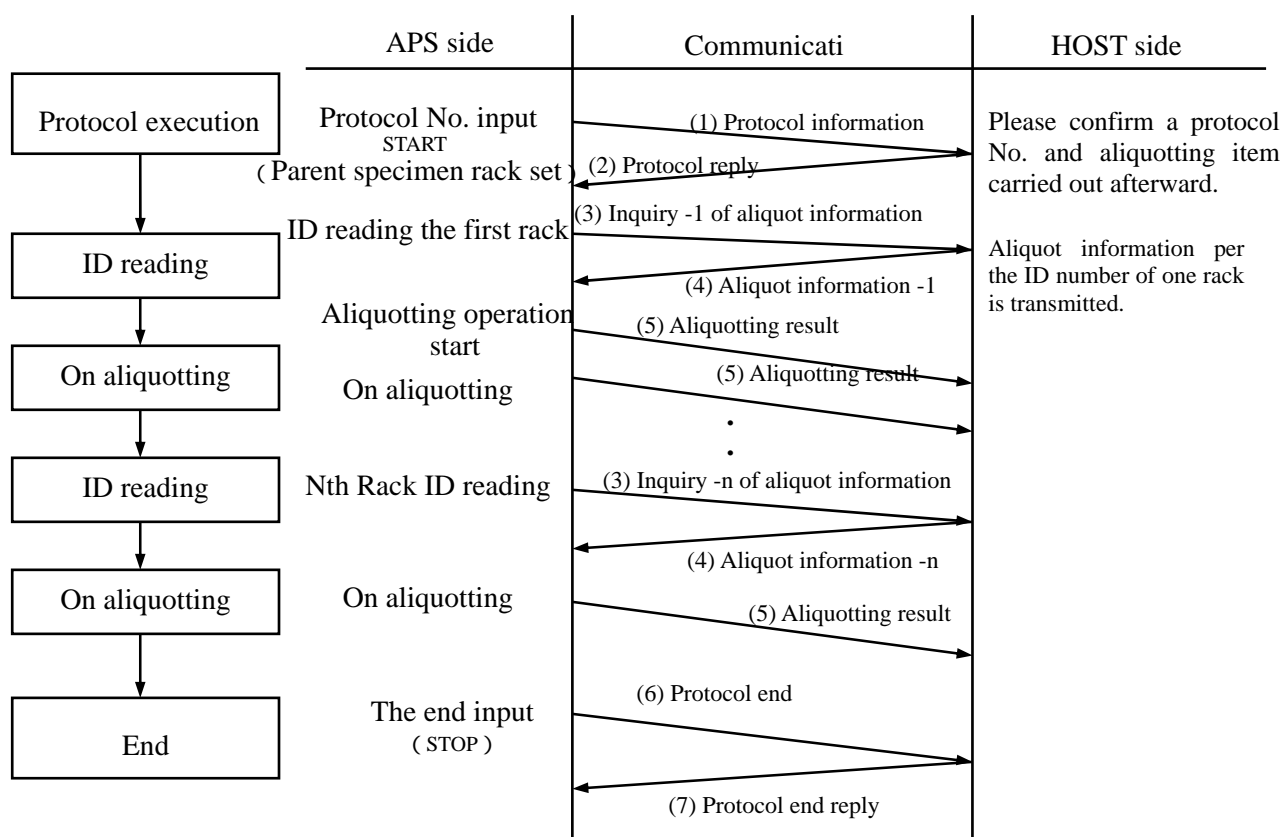 APS side
Communicati
HOST side
Protocol execution
Protocol No. input
START
(Parent specimen rack set)
(1) Protocol information
(2) Protocol reply
Please confirm a protocol
No. and aliquotting item
carried out afterward.
ID reading
ID reading the first rack
(3) Inquiry -1 of aliquot information
(4) Aliquot information -1
Aliquot information per
the ID number of one rack
is transmitted.
Aliquotting operation
start
(5) Aliquotting result
On aliquotting
On aliquotting
(5) Aliquotting result
:
ID reading
Nth Rack ID reading
(3) Inquiry -n of aliquot information
(4) Aliquot information -n
On aliquotting
On aliquotting
(5) Aliquotting result
End
The end input
(STOP)
(6) Protocol end
(7) Protocol end reply